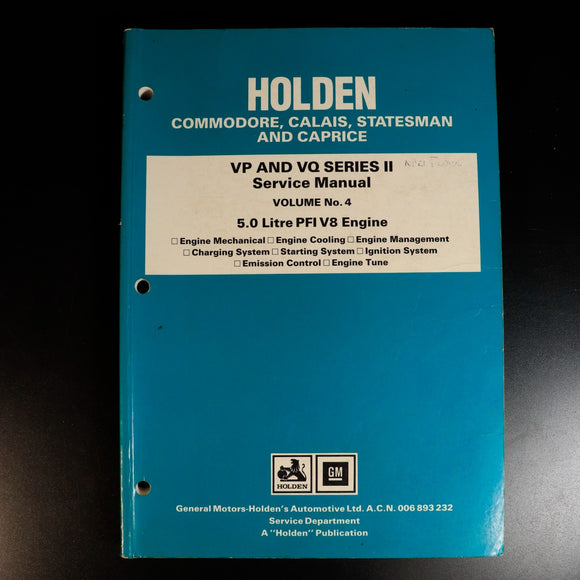 HOLDEN
COMMODORE, CALAIS, STATESMAN
AND CAPRICE
VP AND VQ SERIES II
Service Manual
VOLUME No. 4
5.0 Litre PFI V8 Engine
□ Engine Mechanical □ Engine Cooling □ Engine Management
□ Charging System □ Starting System □ Ignition System
□ Emission Control □ Engine Tune
HOLDEN
GM
General Motors-Holden's Automotive Ltd. A.C.N. 006 893 232
Service Department
A "Holden" Publication